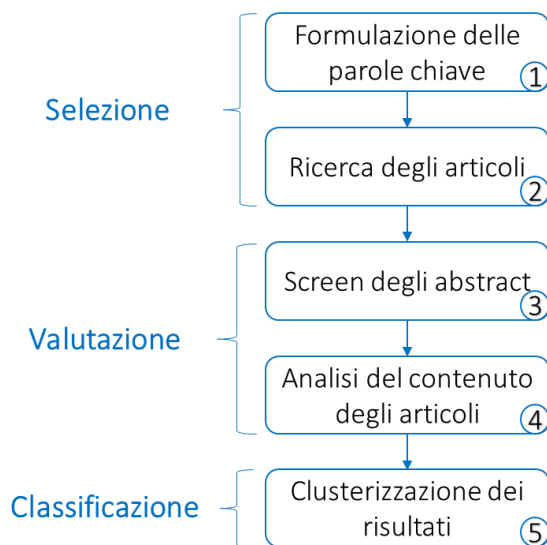 Selezione
Formulazione delle
parole chiave
1
Ricerca degli articoli
2
Valutazione
Screen degli abstract
3
Analisi del contenuto
degli articoli
4
Classificazione
Clusterizzazione dei
risultati
5